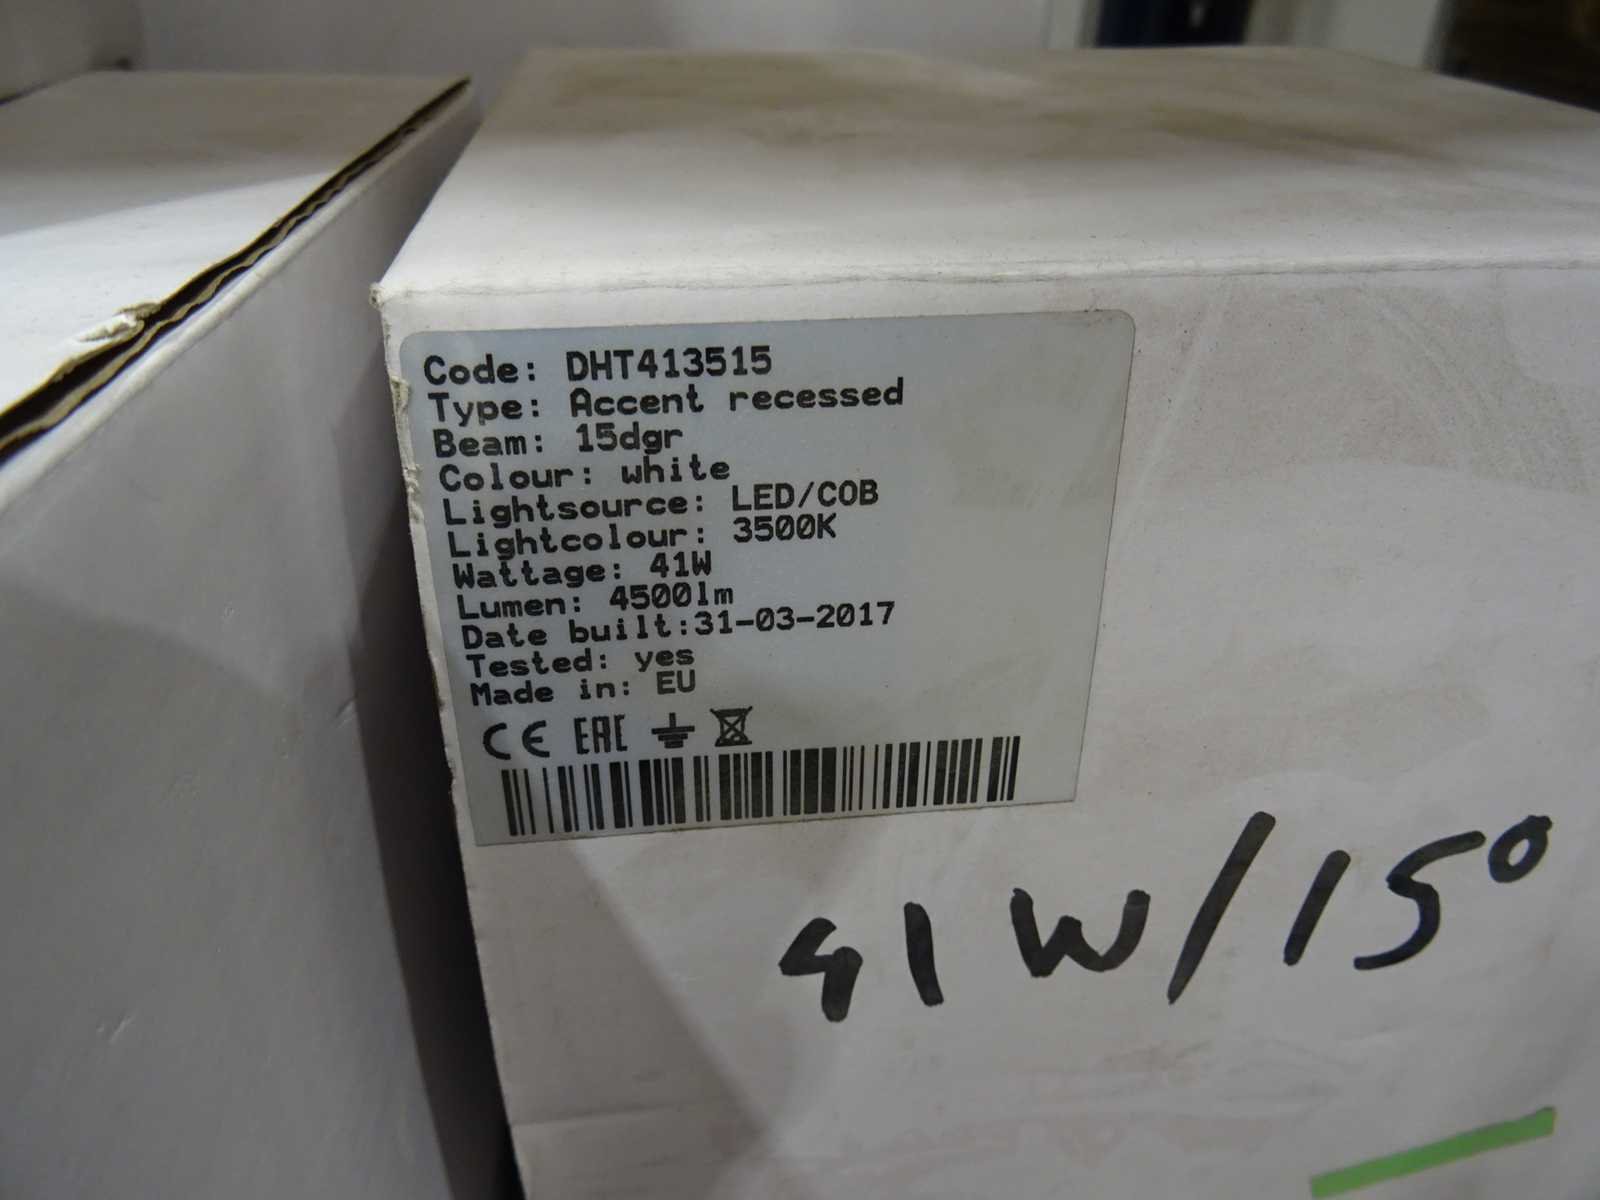 Code: DHT413515
Type: Accent recessed
Beam: 15dgr
Colour: white
Lightsource: LED/COB
Lightcolour: 3500K
Wattage: 41W
Lumen: 4500lm
Date built:31-03-2017
Tested: yes
Made in: EU
CE EAC
41W/15°